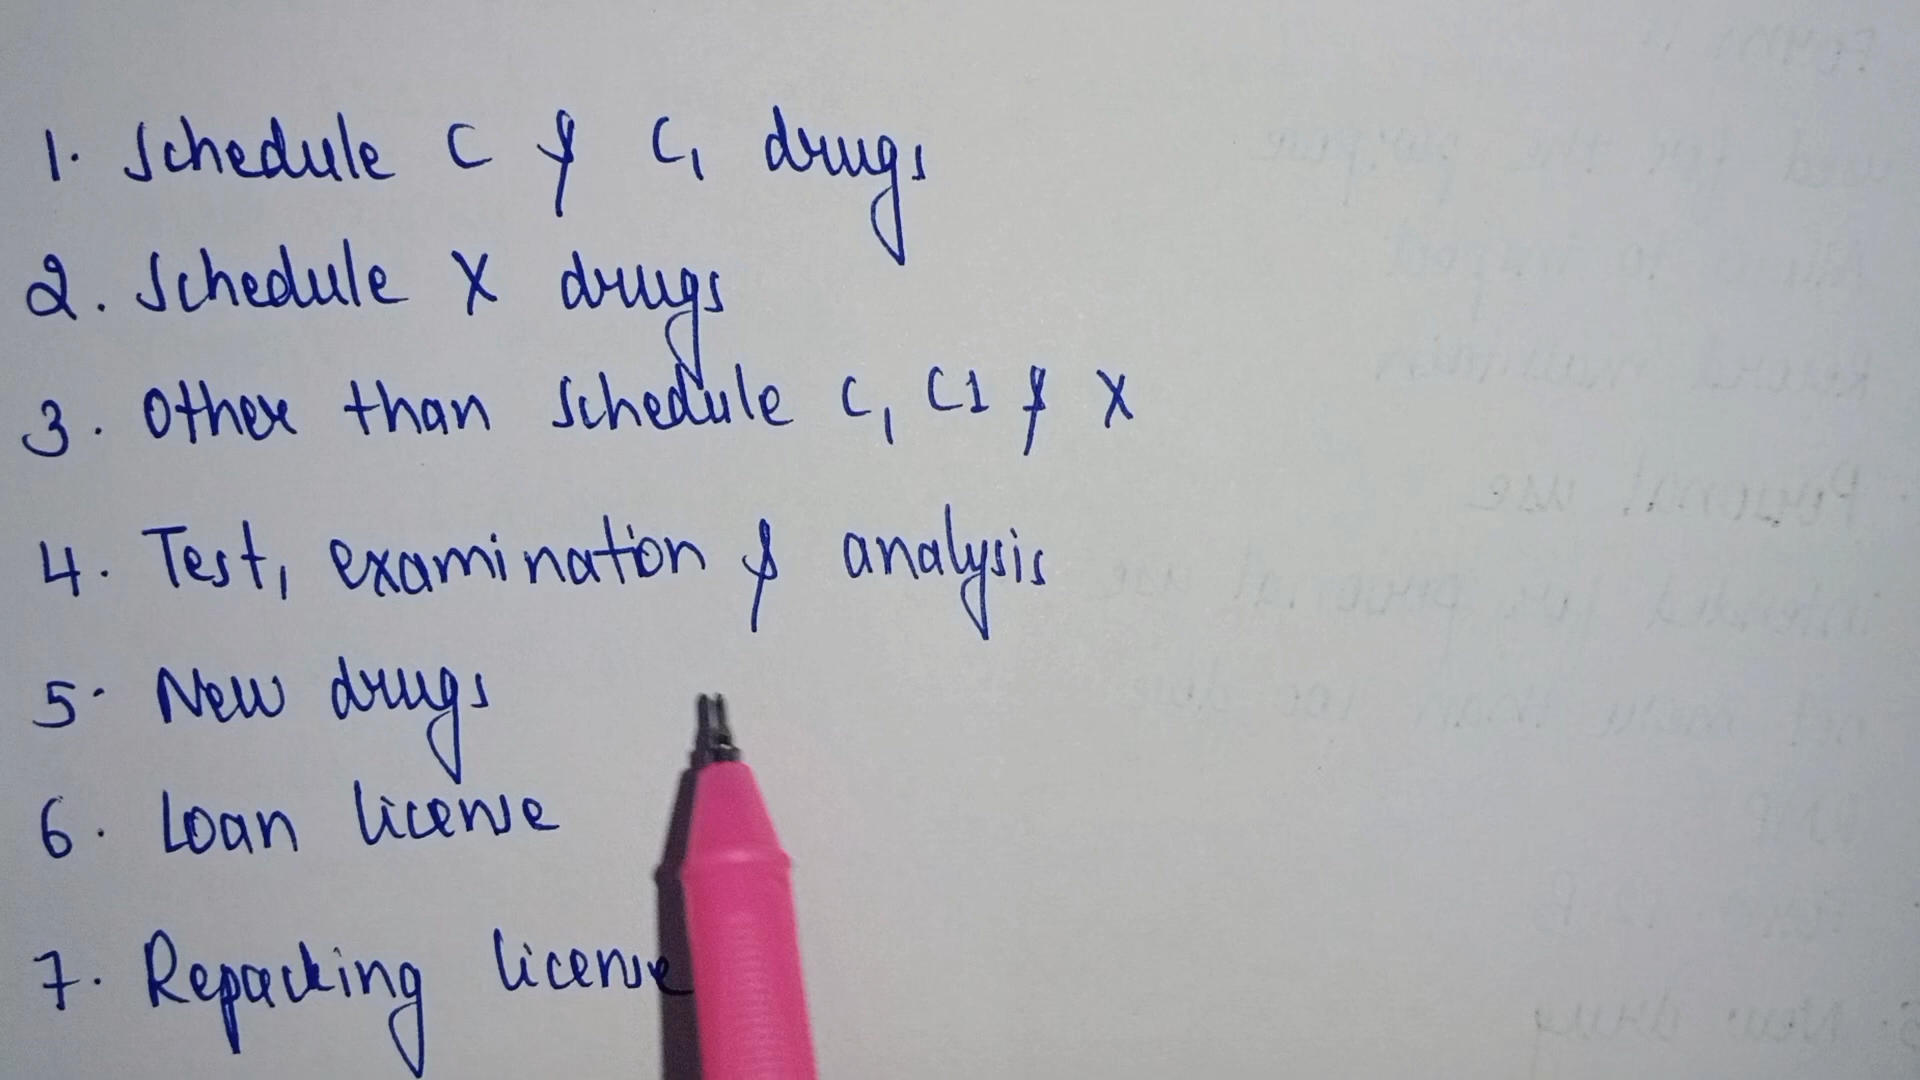 1. Schedule C & C1 drugs
2. Schedule X drugs
3. Other than Schedule C, C1 & X
4. Test, examination & analysis
5. New drugs
6. Loan license
7. Repacking license